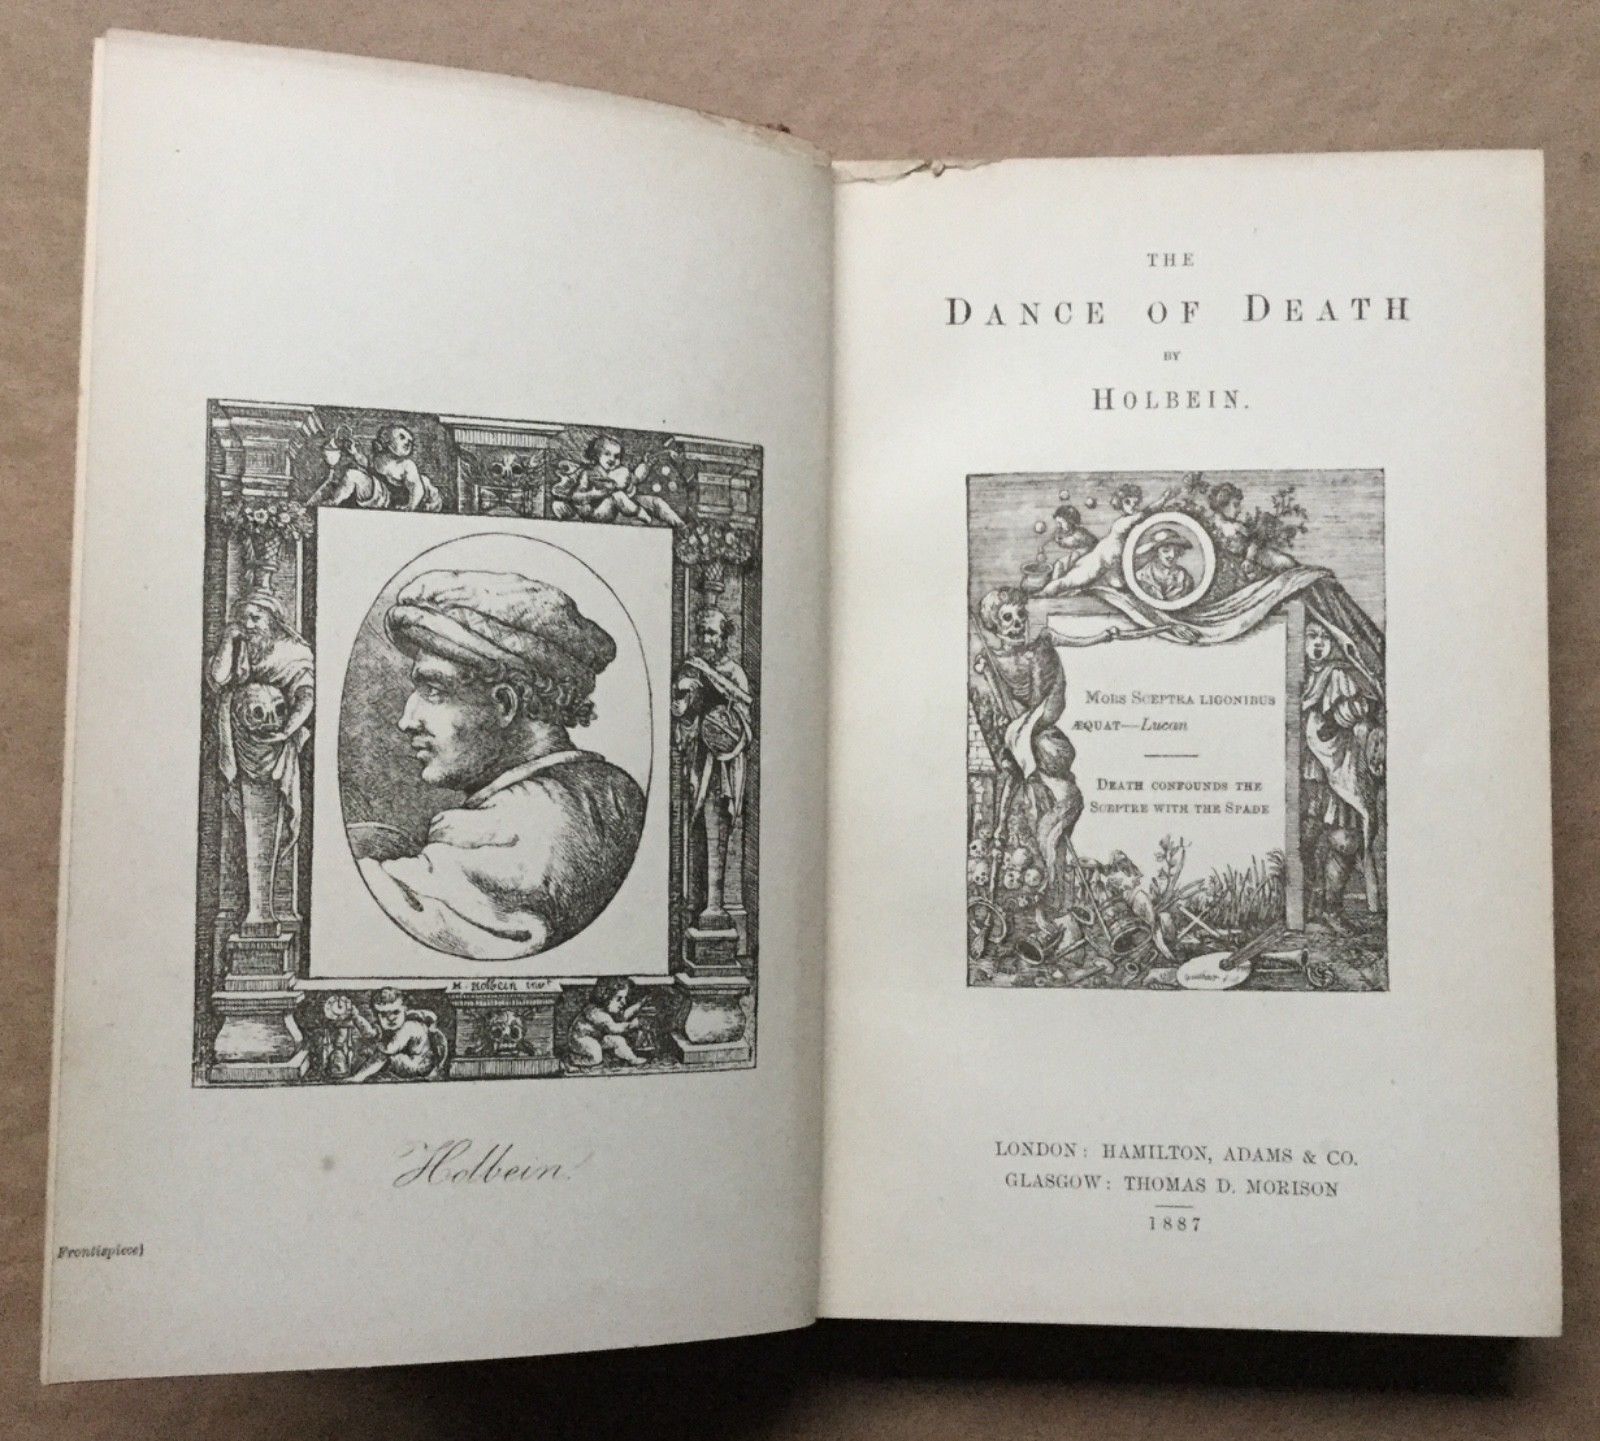 H. Holbein inv.t
Holbein.
Frontispiece]
THE
DANCE OF DEATH
BY
HOLBEIN.
MORS SCEPTRA LIGONIBUS
ÆQUAT—Lucan
DEATH CONFOUNDS THE
SCEPTRE WITH THE SPADE
LONDON: HAMILTON, ADAMS & CO.
GLASGOW: THOMAS D. MORISON
1887